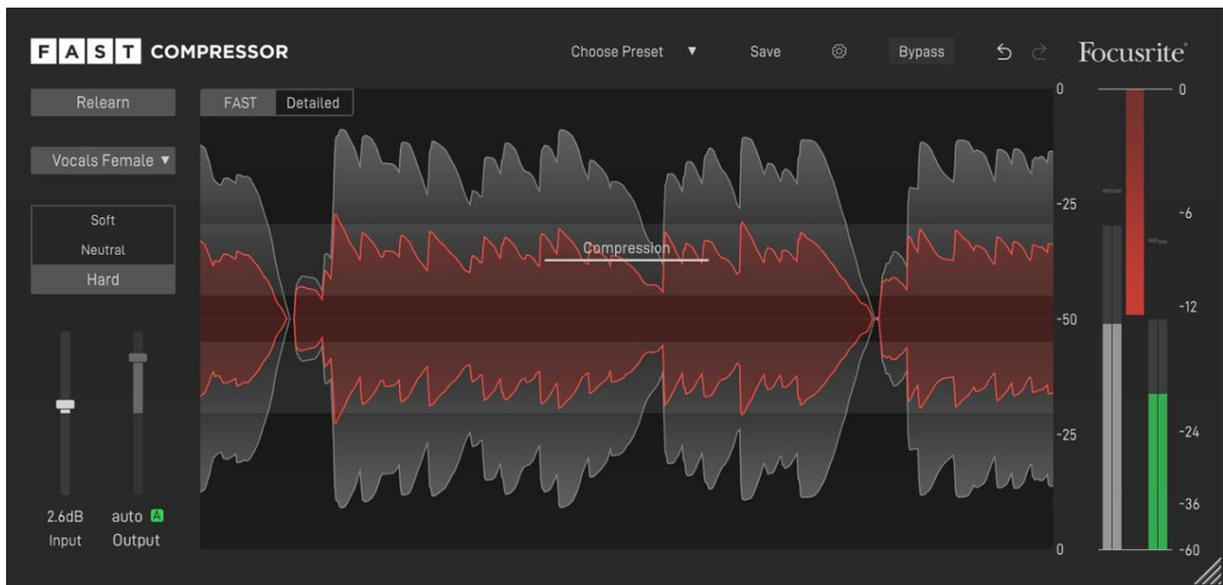 FAST COMPRESSOR
Choose Preset ▼ Save Bypass Focusrite
Relearn
FAST Detailed
Vocals Female ▼
Soft
Neutral
Hard
Compression
0
-25
-50
-25
0
0
-6
-12
-24
-36
-60
2.6dB auto A
Input Output